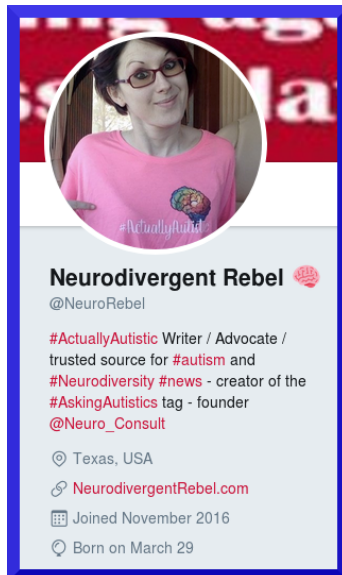 #ActuallyAutist
Neurodivergent Rebel
@NeuroRebel
#ActuallyAutistic Writer / Advocate /
trusted source for #autism and
#Neurodiversity #news - creator of the
#AskingAutistics tag - founder
@Neuro_Consult
Texas, USA
NeurodivergentRebel.com
Joined November 2016
Born on March 29